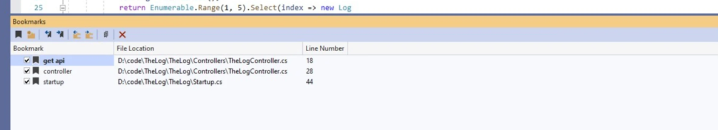 25 return Enumerable.Range(1, 5).Select(index => new Log
Bookmarks
Bookmark File Location Line Number
get api D:\code\TheLog\TheLog\Controllers\TheLogController.cs 18
controller D:\code\TheLog\TheLog\Controllers\TheLogController.cs 28
startup D:\code\TheLog\TheLog\Startup.cs 44